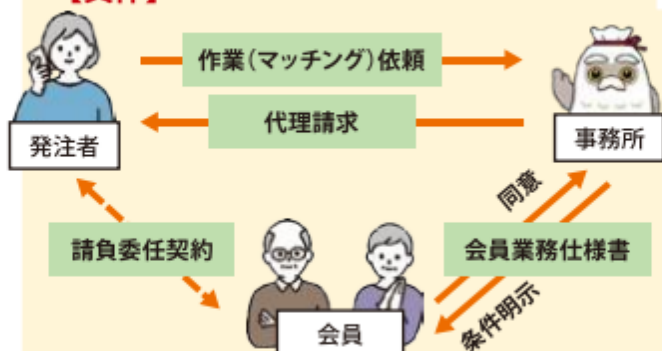 作業(マッチング)依頼
代理請求
発注者
事務所
同意
請負委任契約
会員業務仕様書
条件明示
会員